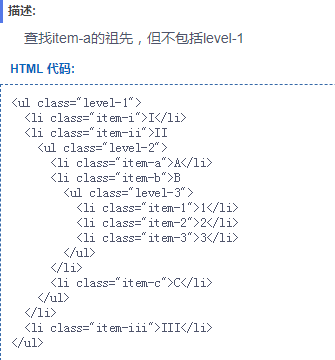 描述:
查找item-a的祖先，但不包括level-1
HTML 代码:
<ul class="level-1">
  <li class="item-i">I</li>
  <li class="item-ii">II
    <ul class="level-2">
      <li class="item-a">A</li>
      <li class="item-b">B
        <ul class="level-3">
          <li class="item-1">1</li>
          <li class="item-2">2</li>
          <li class="item-3">3</li>
        </ul>
      </li>
      <li class="item-c">C</li>
    </ul>
  </li>
  <li class="item-iii">III</li>
</ul>